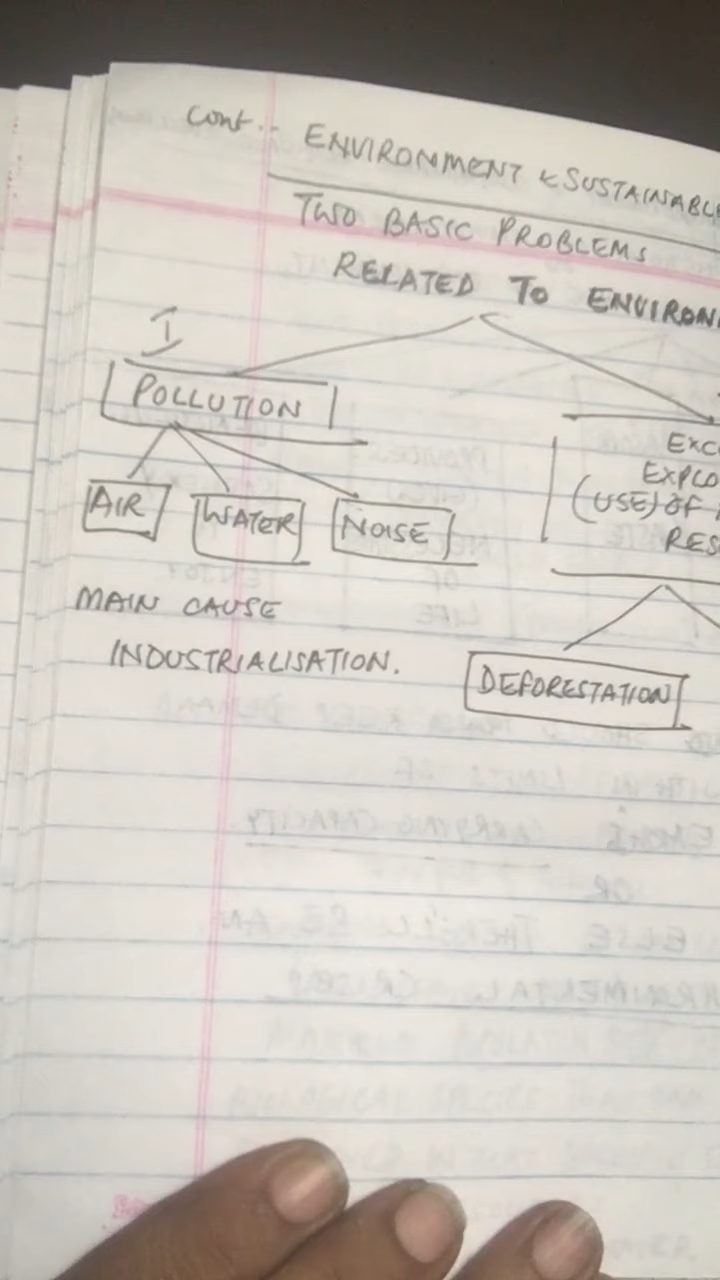 Cont.. ENVIRONMENT & SUSTAINABLE
TWO BASIC PROBLEMS
RELATED TO ENVIRON
I
POLLUTION
AIR WATER NOISE
MAIN CAUSE
INDUSTRIALISATION.
EXC
EXPLO
(USE) OF
RES
DEFORESTATION